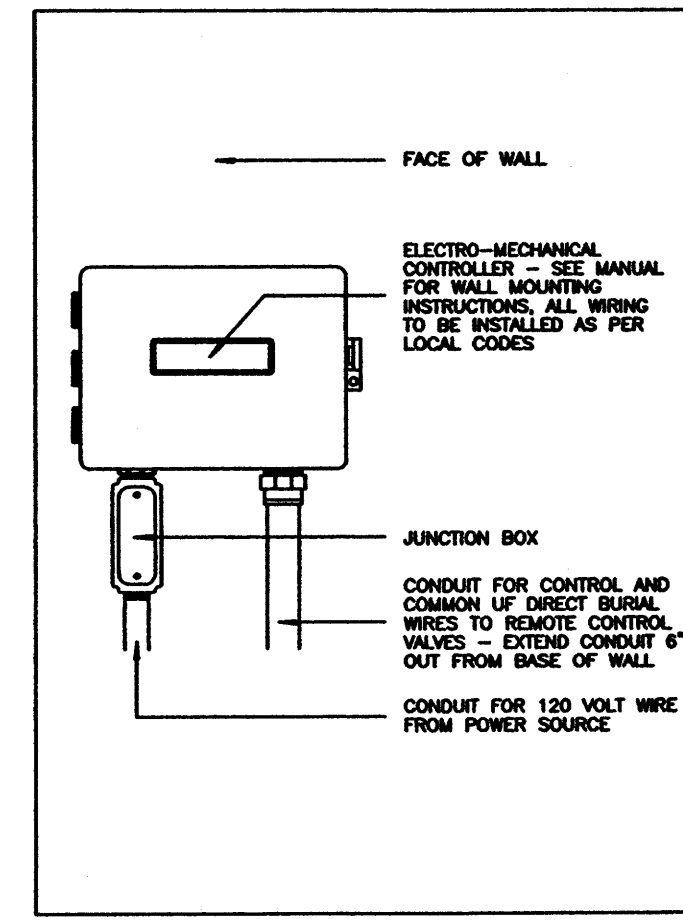 FACE OF WALL
ELECTRO-MECHANICAL
CONTROLLER - SEE MANUAL
FOR WALL MOUNTING
INSTRUCTIONS, ALL WIRING
TO BE INSTALLED AS PER
LOCAL CODES
JUNCTION BOX
CONDUIT FOR CONTROL AND
COMMON UF DIRECT BURIAL
WIRES TO REMOTE CONTROL
VALVES - EXTEND CONDUIT 6"
OUT FROM BASE OF WALL
CONDUIT FOR 120 VOLT WIRE
FROM POWER SOURCE